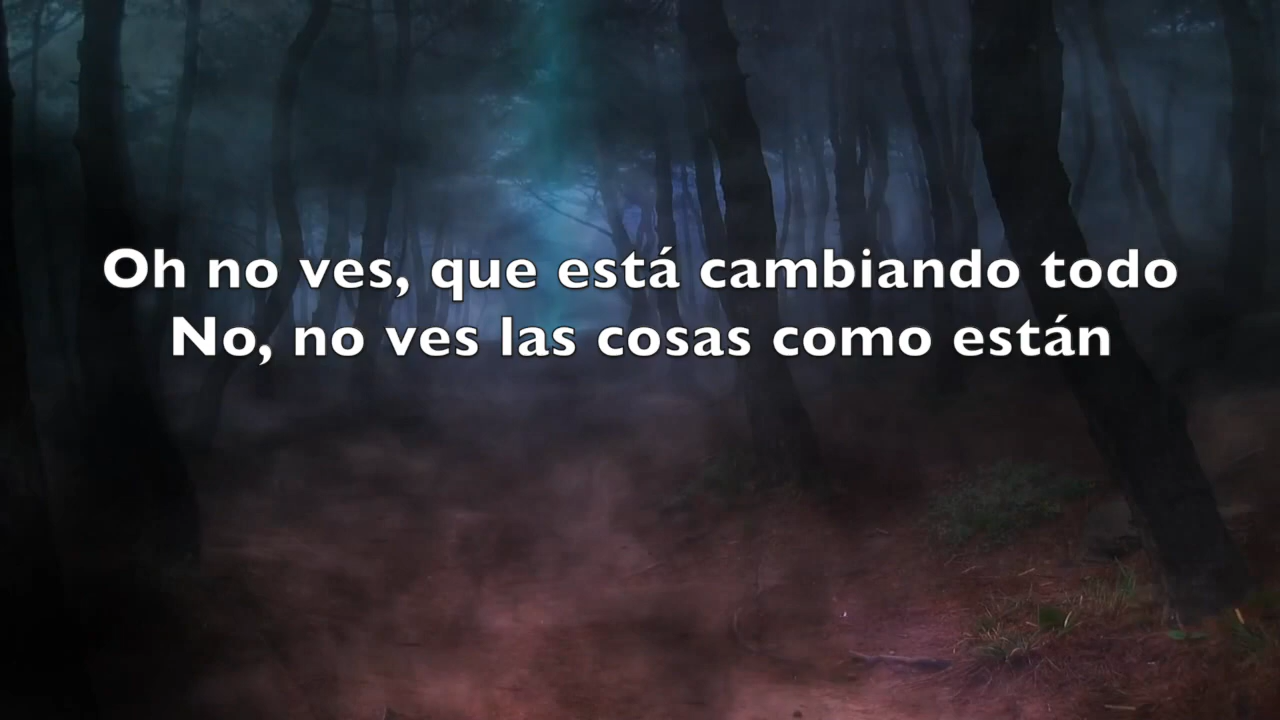 Oh no ves, que está cambiando todo
No, no ves las cosas como están